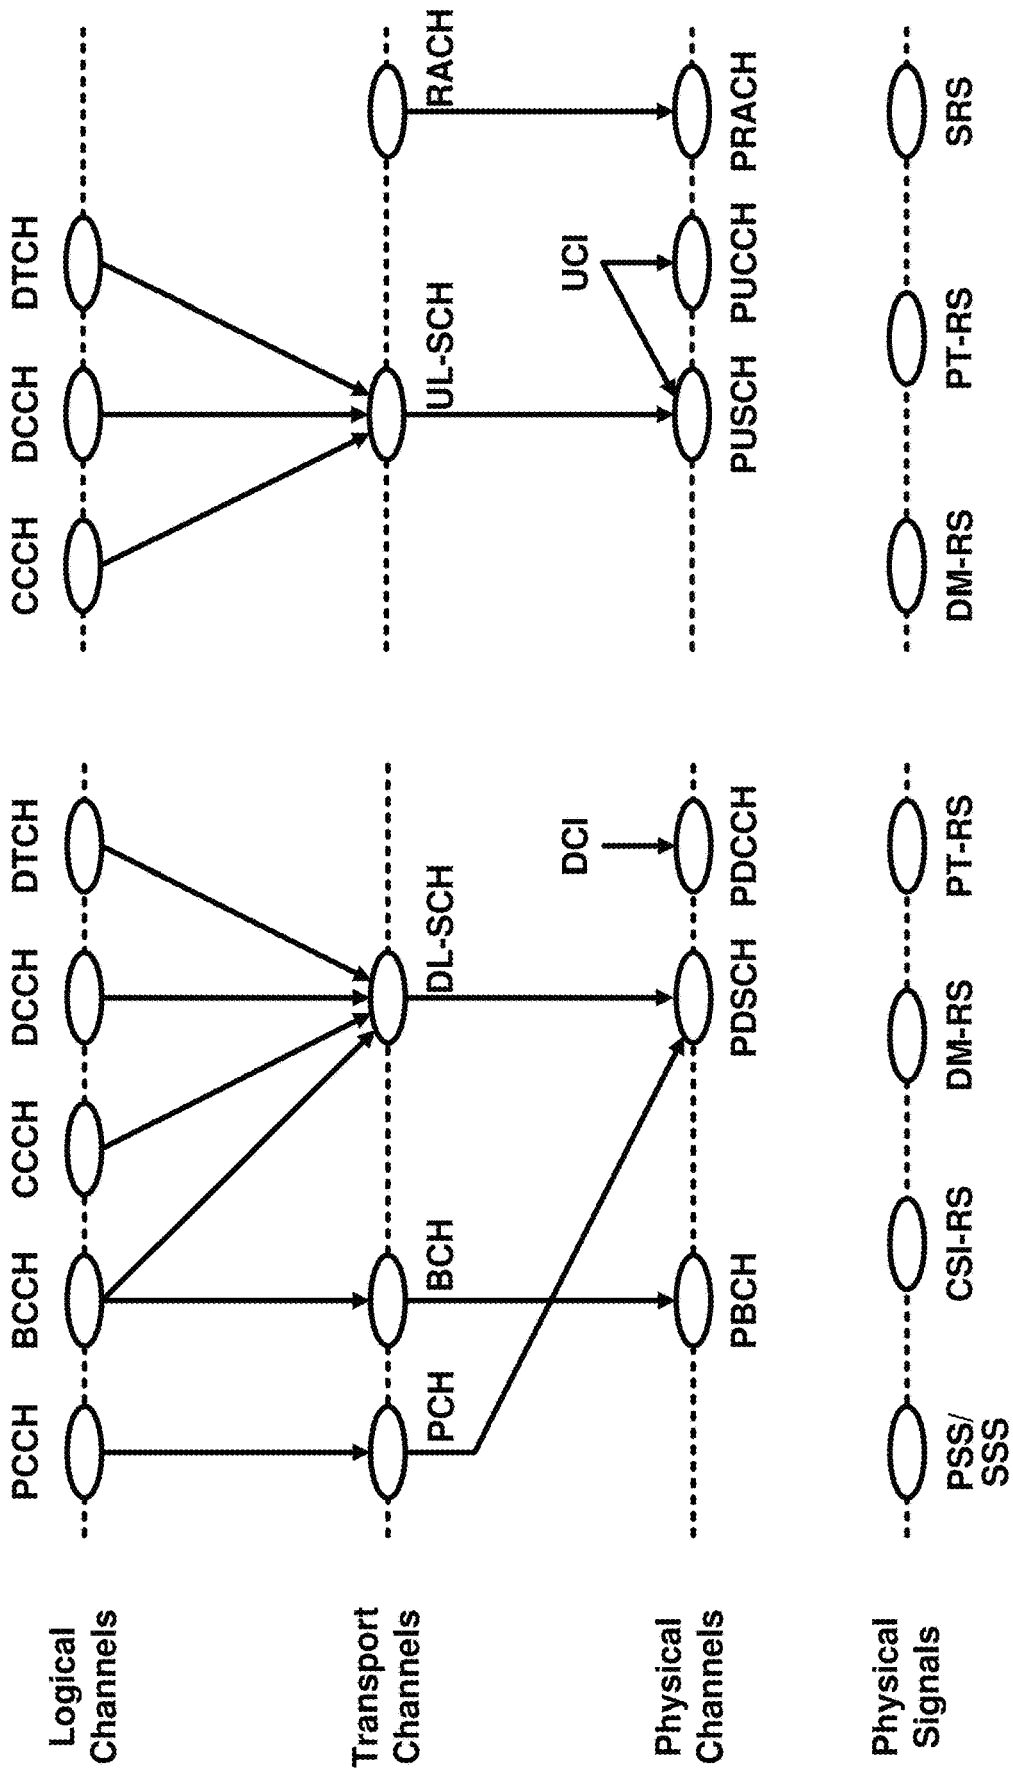 Logical
Channels
PCCH
BCCH
CCCH
DCCH
DTCH
CCCH
DCCH
DTCH
Transport
Channels
PCH
BCH
DL-SCH
UL-SCH
RACH
DCI
UCI
Physical
Channels
PBCH
PDSCH
PDCCH
PUSCH
PUCCH
PRACH
Physical
Signals
PSS/
SSS
CSI-RS
DM-RS
PT-RS
DM-RS
PT-RS
SRS